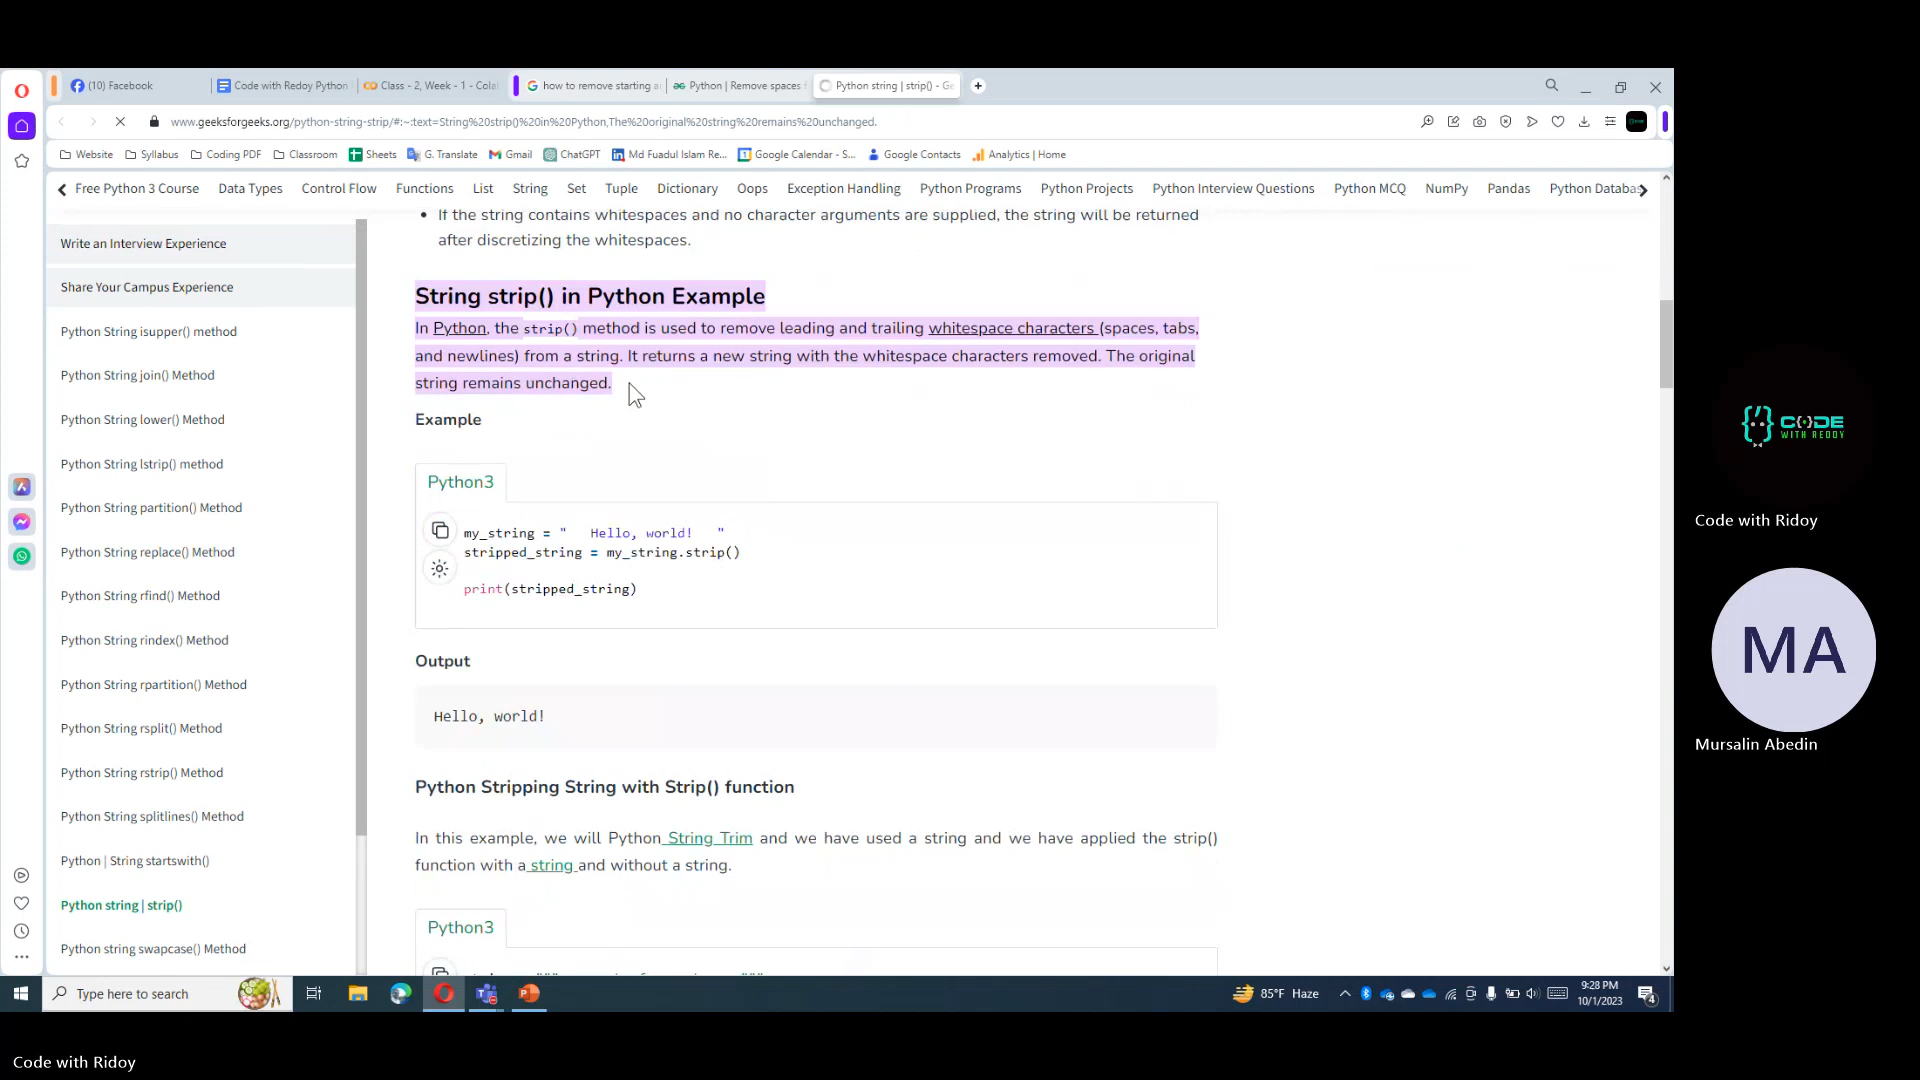 (10) Facebook
Code with Redoy Python
Class - 2, Week - 1 - Cola
how to remove starting a
Python | Remove spaces f
Python string | strip() - Ge
www.geeksforgeeks.org/python-string-strip/#:~:text=String%20strip()%20in%20Python,The%20original%20string%20remains%20unchanged.
Website
Syllabus
Coding PDF
Classroom
Sheets
G. Translate
Gmail
ChatGPT
Md Fuadul Islam Re...
Google Calendar - S...
Google Contacts
Analytics | Home
Free Python 3 Course
Data Types
Control Flow
Functions
List
String
Set
Tuple
Dictionary
Oops
Exception Handling
Python Programs
Python Projects
Python Interview Questions
Python MCQ
NumPy
Pandas
Python Databas
Write an Interview Experience
Share Your Campus Experience
Python String isupper() method
Python String join() Method
Python String lower() Method
Python String lstrip() method
Python String partition() Method
Python String replace() Method
Python String rfind() Method
Python String rindex() Method
Python String rpartition() Method
Python String rsplit() Method
Python String rstrip() Method
Python String splitlines() Method
Python | String startswith()
Python string | strip()
Python string swapcase() Method
• If the string contains whitespaces and no character arguments are supplied, the string will be returned
after discretizing the whitespaces.
String strip() in Python Example
In Python, the strip() method is used to remove leading and trailing whitespace characters (spaces, tabs,
and newlines) from a string. It returns a new string with the whitespace characters removed. The original
string remains unchanged.
Example
Python3
my_string = "   Hello, world!   "
stripped_string = my_string.strip()
print(stripped_string)
Output
Hello, world!
Python Stripping String with Strip() function
In this example, we will Python String Trim and we have used a string and we have applied the strip()
function with a string and without a string.
Python3
CODE
WITH REDOY
Code with Ridoy
MA
Mursalin Abedin
Type here to search
85°F Haze
9:28 PM
10/1/2023
4
Code with Ridoy